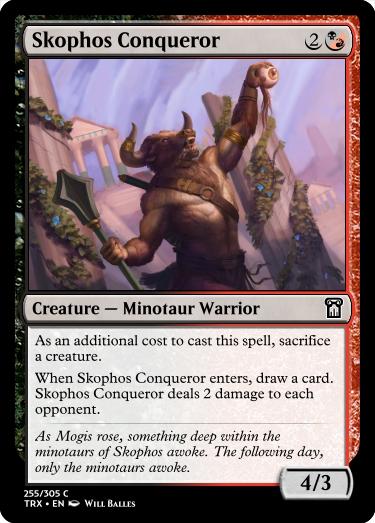 Skophos Conqueror 2
Creature — Minotaur Warrior
As an additional cost to cast this spell, sacrifice
a creature.
When Skophos Conqueror enters, draw a card.
Skophos Conqueror deals 2 damage to each
opponent.
As Mogis rose, something deep within the
minotaurs of Skophos awoke. The following day,
only the minotaurs awoke.
4/3
255/305 C
TRX • EN Will Balles